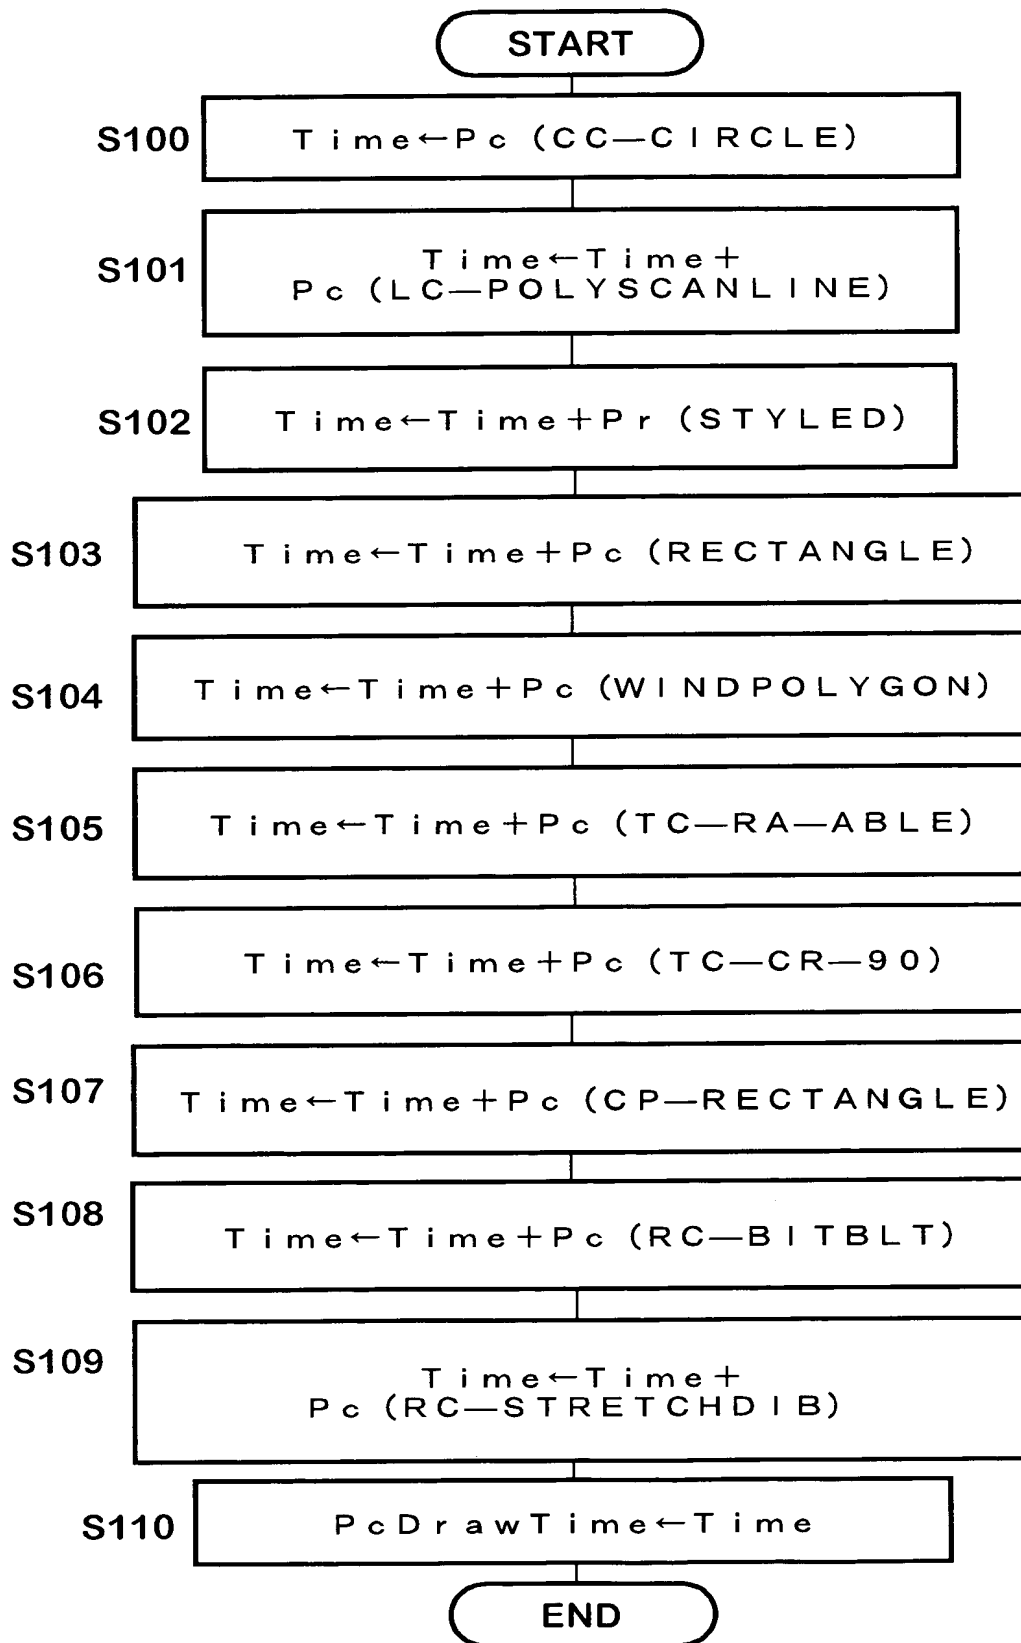 START
S100
Time←Pc (CC—CIRCLE)
S101
Time←Time+
Pc (LC—POLYSCANLINE)
S102
Time←Time+Pr (STYLED)
S103
Time←Time+Pc (RECTANGLE)
S104
Time←Time+Pc (WINDPOLYGON)
S105
Time←Time+Pc (TC—RA—ABLE)
S106
Time←Time+Pc (TC—CR—90)
S107
Time←Time+Pc (CP—RECTANGLE)
S108
Time←Time+Pc (RC—BITBLT)
S109
Time←Time+
Pc (RC—STRETCHDIB)
S110
PcDrawTime←Time
END